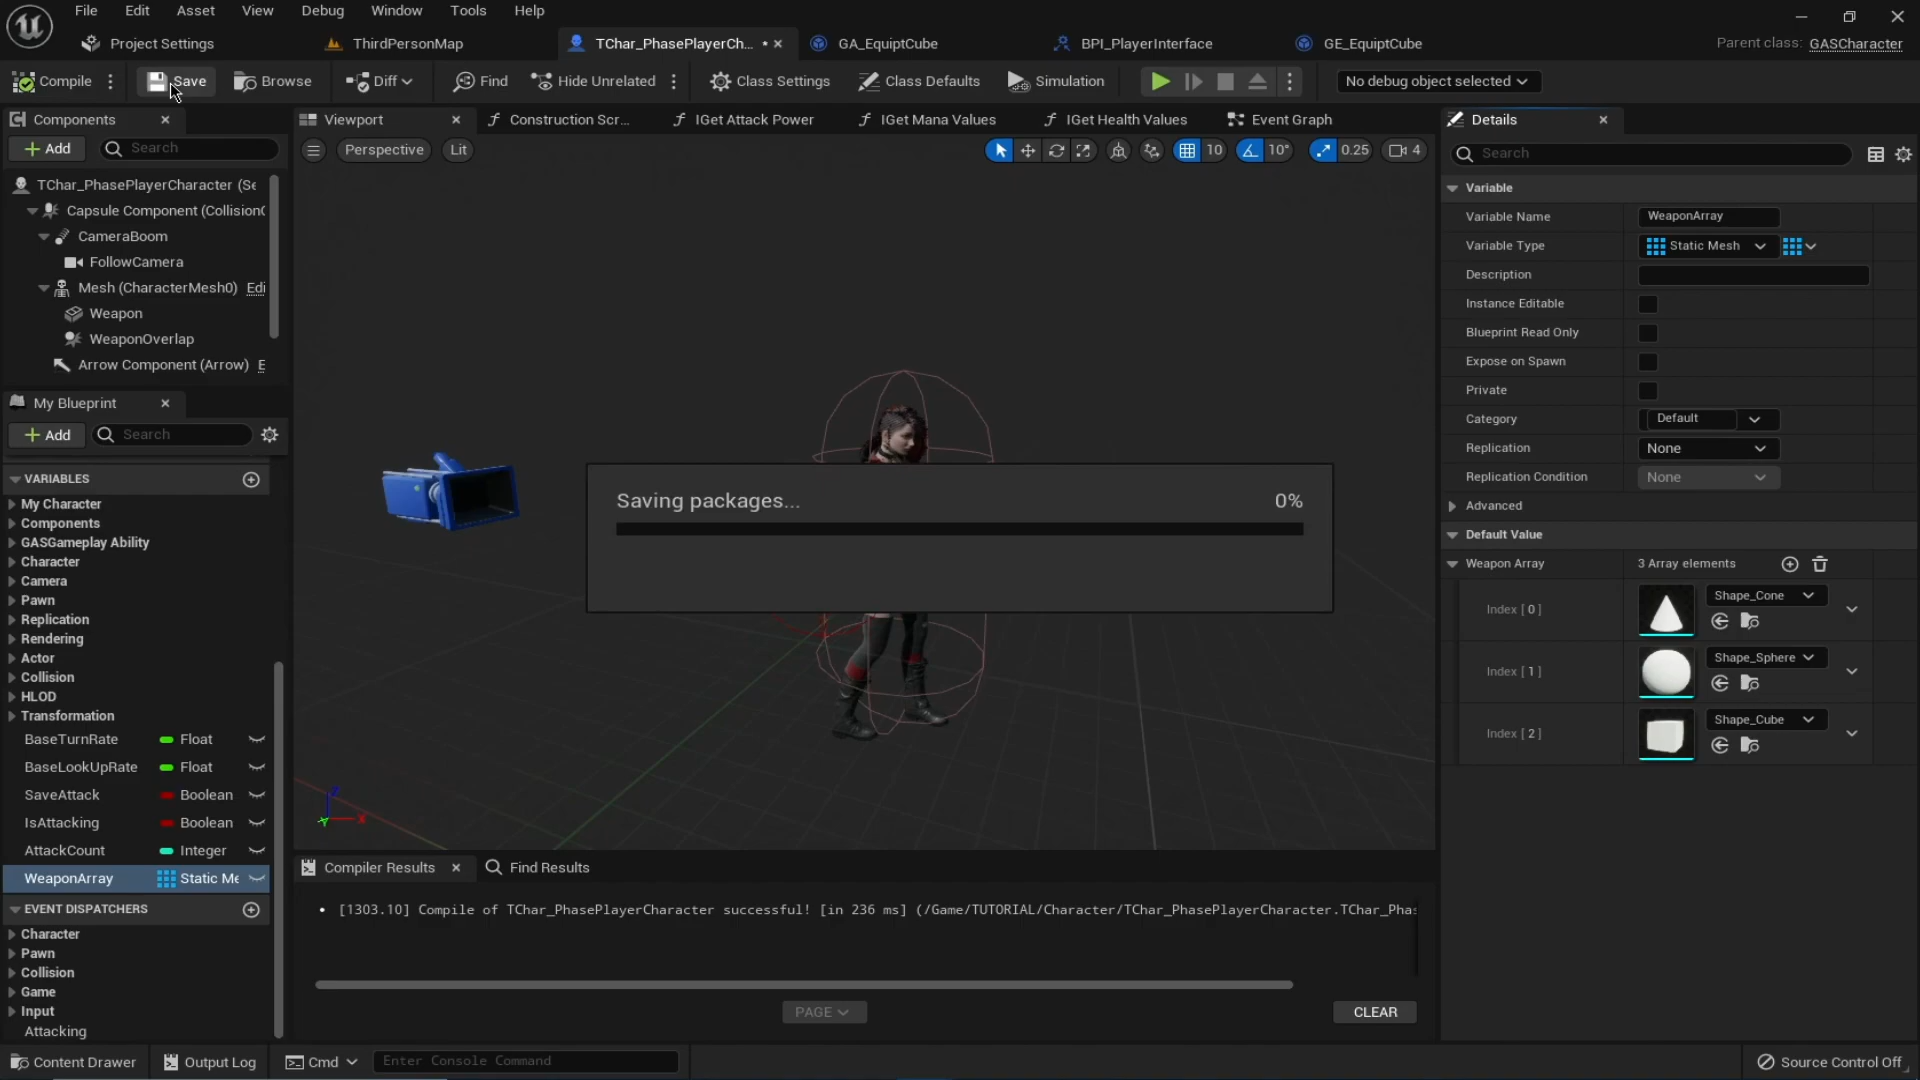 File Edit Asset View Debug Window Tools Help
Project Settings ThirdPersonMap TChar_PhasePlayerCh... GA_EquiptCube BPI_PlayerInterface GE_EquiptCube Parent class: GASCharacter
Compile Save Browse Diff Find Hide Unrelated Class Settings Class Defaults Simulation No debug object selected
Components
Add Search
TChar_PhasePlayerCharacter (Se
Capsule Component (Collision
CameraBoom
FollowCamera
Mesh (CharacterMesh0) Edi
Weapon
WeaponOverlap
Arrow Component (Arrow) E
My Blueprint
Add Search
VARIABLES
My Character
Components
GASGameplay Ability
Character
Camera
Pawn
Replication
Rendering
Actor
Collision
HLOD
Transformation
BaseTurnRate Float
BaseLookUpRate Float
SaveAttack Boolean
IsAttacking Boolean
AttackCount Integer
WeaponArray Static Me
EVENT DISPATCHERS
Character
Pawn
Collision
Game
Input
Attacking
Viewport Construction Scr... IGet Attack Power IGet Mana Values IGet Health Values Event Graph
Perspective Lit 10 10° 0.25 4
Saving packages... 0%
Z
Y X
Compiler Results Find Results
• [1303.10] Compile of TChar_PhasePlayerCharacter successful! [in 236 ms] (/Game/TUTORIAL/Character/TChar_PhasePlayerCharacter.TChar_Phas
PAGE CLEAR
Details
Search
Variable
Variable Name WeaponArray
Variable Type Static Mesh
Description
Instance Editable
Blueprint Read Only
Expose on Spawn
Private
Category Default
Replication None
Replication Condition None
Advanced
Default Value
Weapon Array 3 Array elements
Index [ 0 ] Shape_Cone
Index [ 1 ] Shape_Sphere
Index [ 2 ] Shape_Cube
Content Drawer Output Log Cmd Enter Console Command Source Control Off